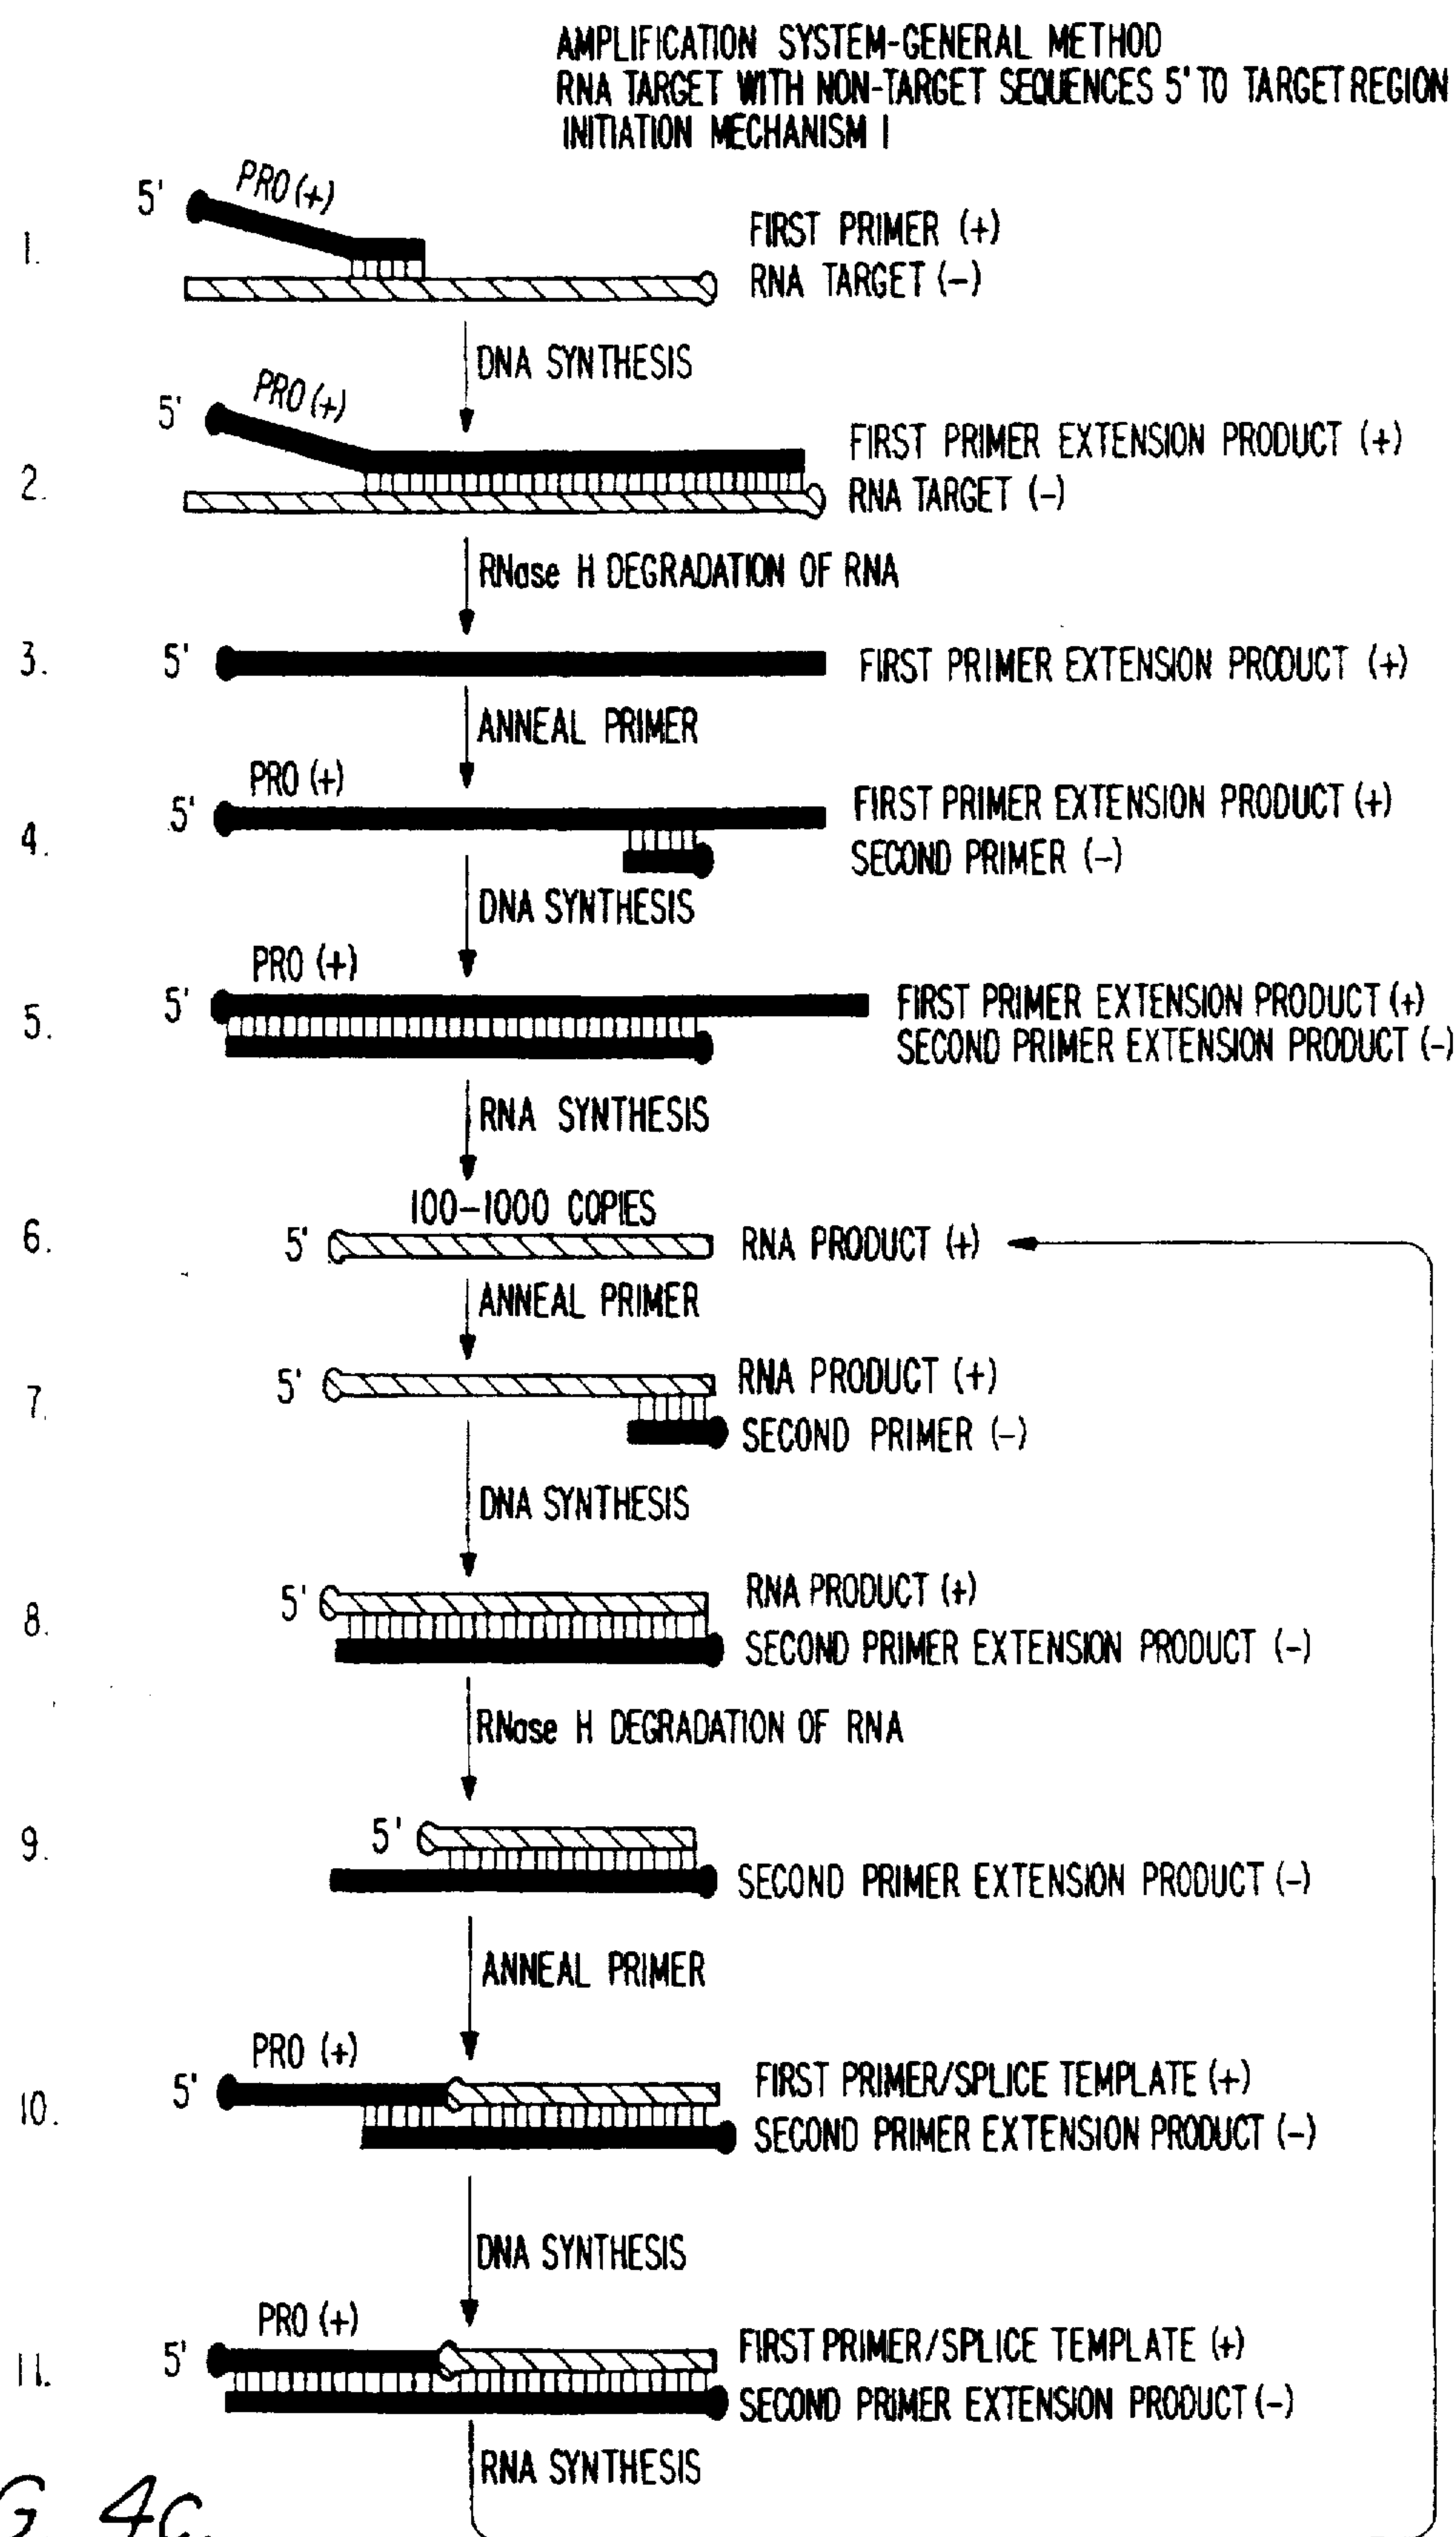 AMPLIFICATION SYSTEM-GENERAL METHOD
RNA TARGET WITH NON-TARGET SEQUENCES 5' TO TARGET REGION
INITIATION MECHANISM I
1.
5'
PRO (+)
FIRST PRIMER (+)
RNA TARGET (-)
DNA SYNTHESIS
2.
5'
PRO (+)
FIRST PRIMER EXTENSION PRODUCT (+)
RNA TARGET (-)
RNase H DEGRADATION OF RNA
3.
5'
FIRST PRIMER EXTENSION PRODUCT (+)
ANNEAL PRIMER
4.
PRO (+)
5'
FIRST PRIMER EXTENSION PRODUCT (+)
SECOND PRIMER (-)
DNA SYNTHESIS
5.
PRO (+)
5'
FIRST PRIMER EXTENSION PRODUCT (+)
SECOND PRIMER EXTENSION PRODUCT (-)
RNA SYNTHESIS
6.
100-1000 COPIES
5'
RNA PRODUCT (+)
ANNEAL PRIMER
7.
5'
RNA PRODUCT (+)
SECOND PRIMER (-)
DNA SYNTHESIS
8.
5'
RNA PRODUCT (+)
SECOND PRIMER EXTENSION PRODUCT (-)
RNase H DEGRADATION OF RNA
9.
5'
SECOND PRIMER EXTENSION PRODUCT (-)
ANNEAL PRIMER
10.
PRO (+)
5'
FIRST PRIMER/SPLICE TEMPLATE (+)
SECOND PRIMER EXTENSION PRODUCT (-)
DNA SYNTHESIS
11.
PRO (+)
5'
FIRST PRIMER/SPLICE TEMPLATE (+)
SECOND PRIMER EXTENSION PRODUCT (-)
RNA SYNTHESIS
G. 4C.